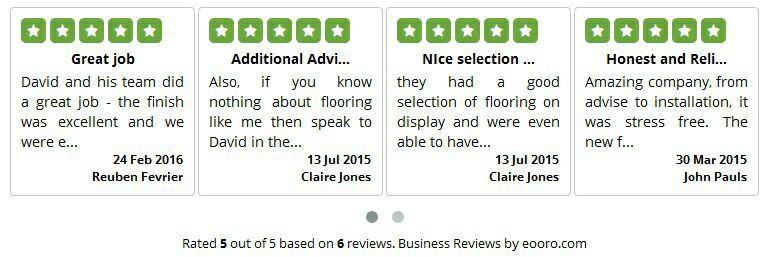 Great job
David and his team did
a great job - the finish
was excellent and we
were e...
24 Feb 2016
Reuben Fevrier
Additional Advi...
Also, if you know
nothing about flooring
like me then speak to
David in the...
13 Jul 2015
Claire Jones
NIce selection ...
they had a good
selection of flooring on
display and were even
able to have...
13 Jul 2015
Claire Jones
Honest and Reli...
Amazing company, from
advise to installation, it
was stress free. The
new f...
30 Mar 2015
John Pauls
Rated 5 out of 5 based on 6 reviews. Business Reviews by eooro.com